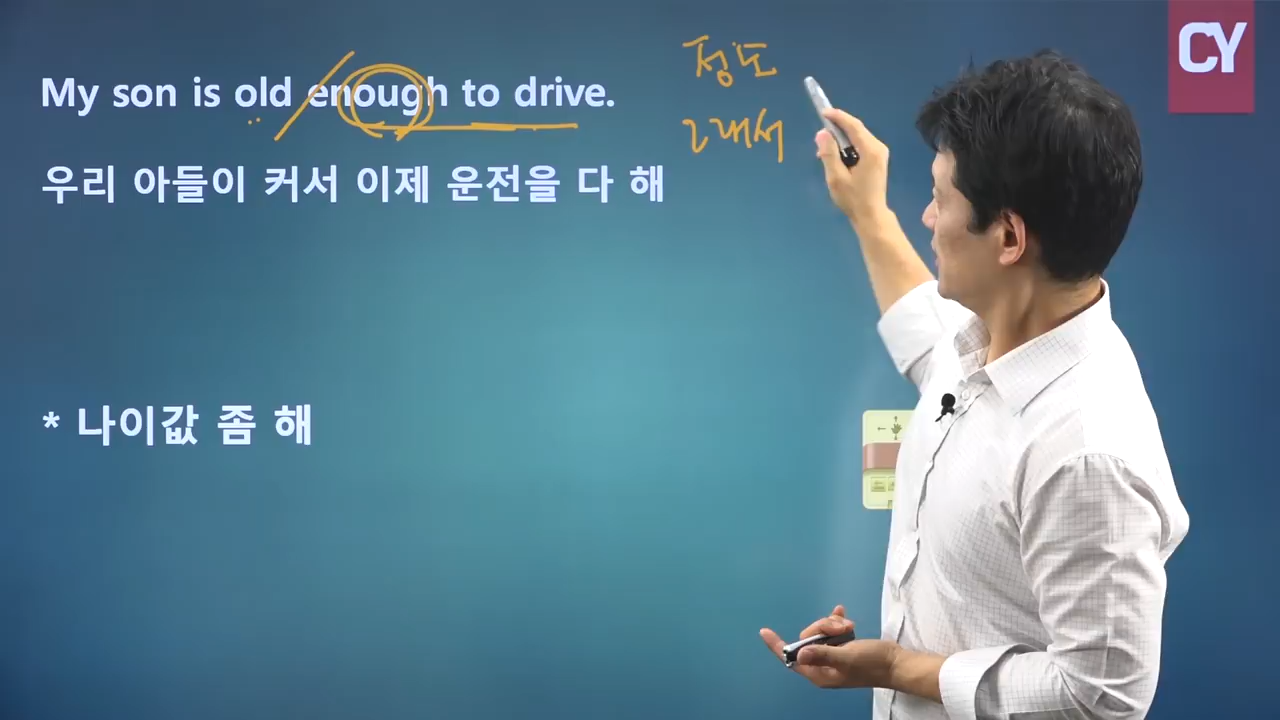 My son is old enough to drive.
우리 아들이 커서 이제 운전을 다 해
정도
그래서
* 나이값 좀 해
CY